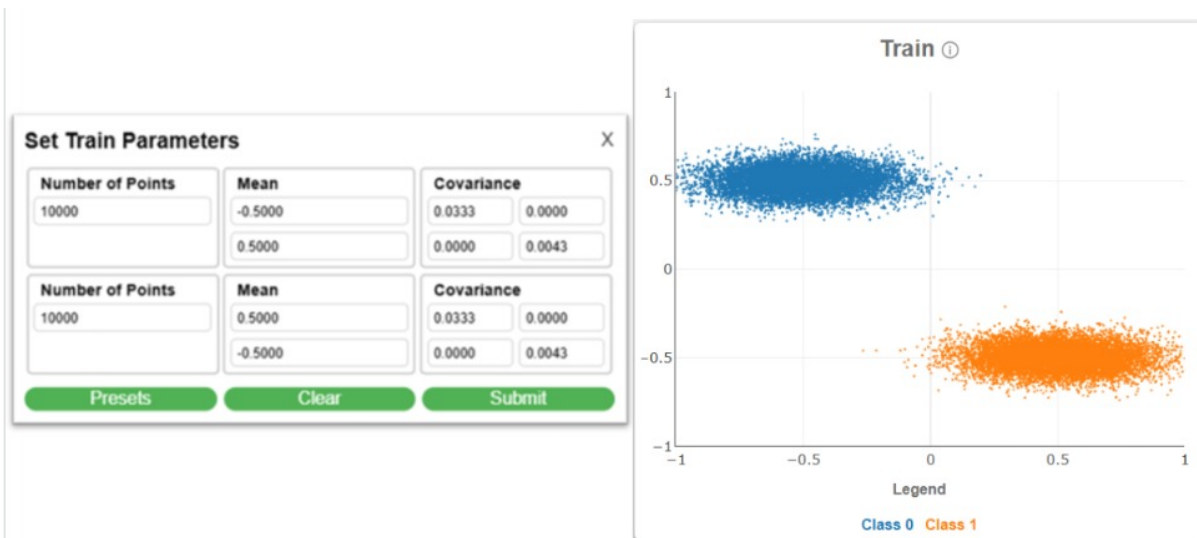 Set Train Parameters X
Number of Points Mean Covariance
10000 -0.5000 0.0333 0.0000
0.5000 0.0000 0.0043
Number of Points Mean Covariance
10000 0.5000 0.0333 0.0000
-0.5000 0.0000 0.0043
Presets Clear Submit
Train ⓘ
1
0.5
0
−0.5
−1
−1 −0.5 0 0.5 1
Legend
Class 0 Class 1